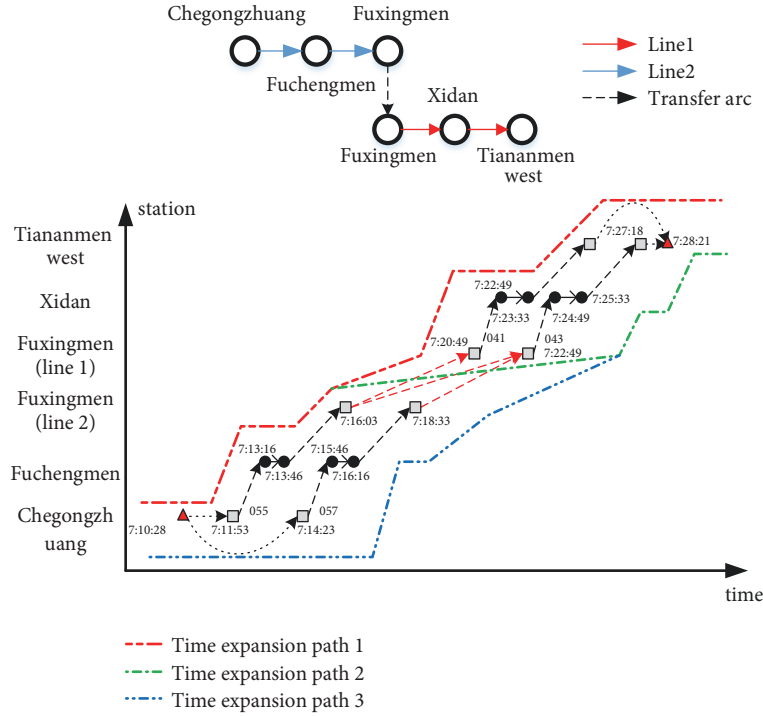 Chegongzhuang
Fuxingmen
Fuchengmen
Xidan
Fuxingmen
Tiananmen
west
Line1
Line2
Transfer arc
station
Tiananmen
west
Xidan
Fuxingmen
(line 1)
Fuxingmen
(line 2)
Fuchengmen
Chegongzh
uang
7:27:18
7:28:21
7:22:49
7:23:33
7:24:49
7:25:33
7:20:49
041
043
7:22:49
7:16:03
7:18:33
7:13:16
7:13:46
7:15:46
7:16:16
7:10:28
7:11:53
055
7:14:23
057
time
Time expansion path 1
Time expansion path 2
Time expansion path 3